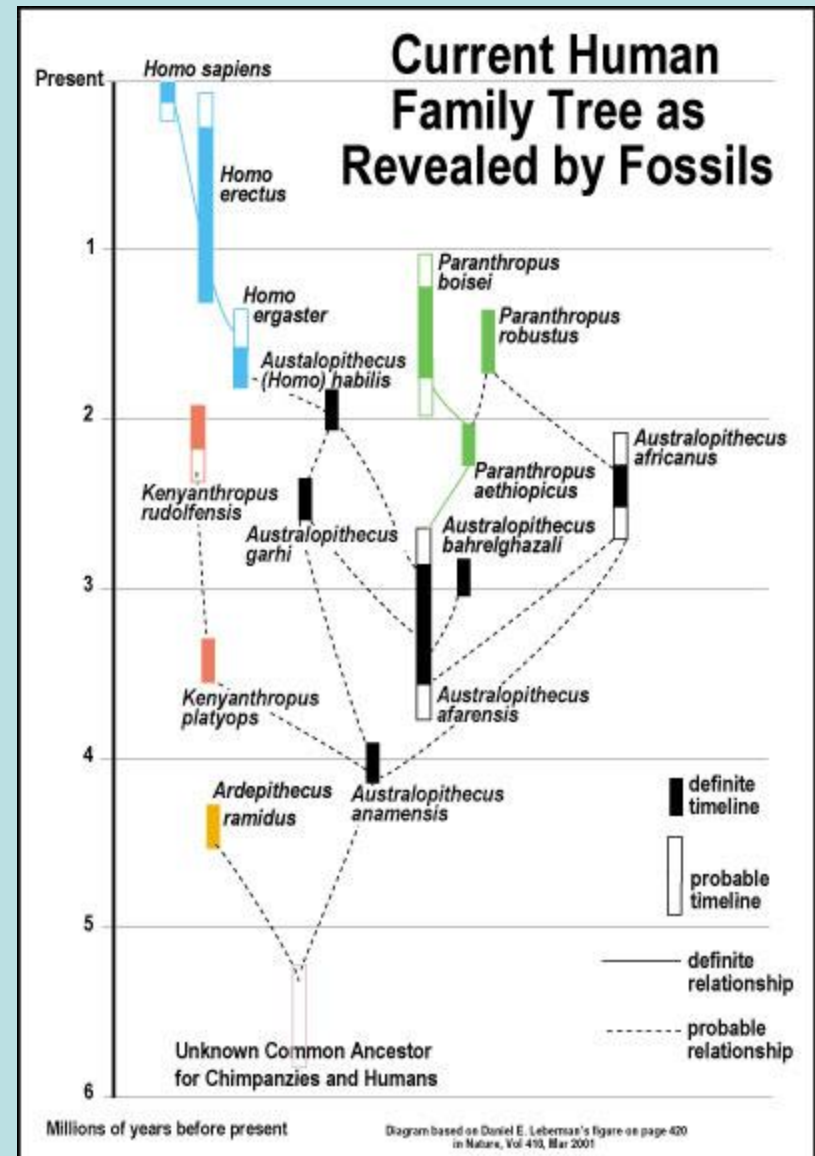 Current Human
Family Tree as
Revealed by Fossils
Present
Homo sapiens
Homo
erectus
1
Homo
ergaster
Paranthropus
boisei
Paranthropus
robustus
Austalopithecus
(Homo) habilis
2
Australopithecus
africanus
Kenyanthropus
rudolfensis
Paranthropus
aethiopicus
Australopithecus
garhi
Australopithecus
bahrelghazali
3
Kenyanthropus
platyops
Australopithecus
afarensis
4
Ardepithecus
ramidus
Australopithecus
anamensis
definite
timeline
probable
timeline
5
definite
relationship
probable
relationship
Unknown Common Ancestor
for Chimpanzies and Humans
6
Millions of years before present
Diagram based on Daniel E. Leberman's figure on page 420
in Nature, Vol 410, Mar 2001